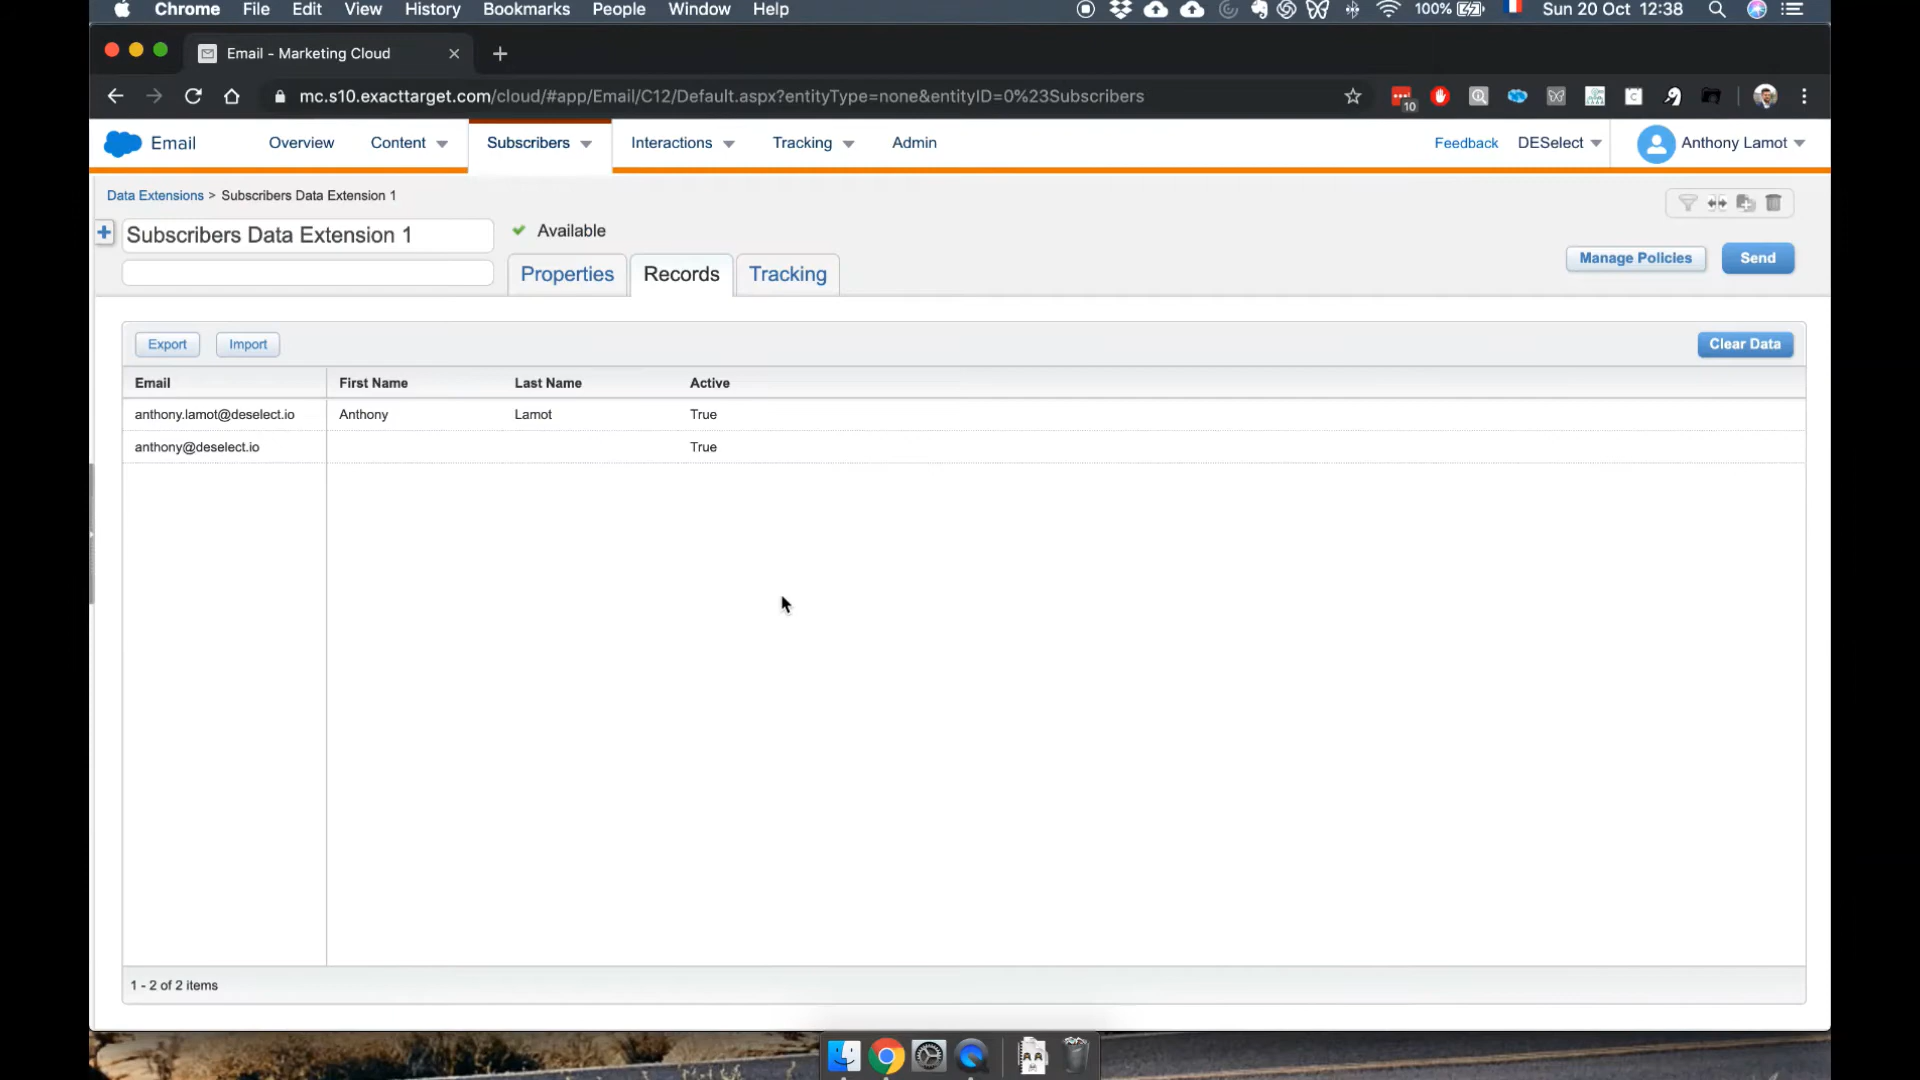 Chrome File Edit View History Bookmarks People Window Help 100% Sun 20 Oct 12:38
Email - Marketing Cloud
mc.s10.exacttarget.com/cloud/#app/Email/C12/Default.aspx?entityType=none&entityID=0%23Subscribers
10
Email Overview Content Subscribers Interactions Tracking Admin Feedback DESelect Anthony Lamot
Data Extensions > Subscribers Data Extension 1
Subscribers Data Extension 1
Available
Manage Policies Send
Properties Records Tracking
Export Import Clear Data
Email First Name Last Name Active
anthony.lamot@deselect.io Anthony Lamot True
anthony@deselect.io True
1 - 2 of 2 items